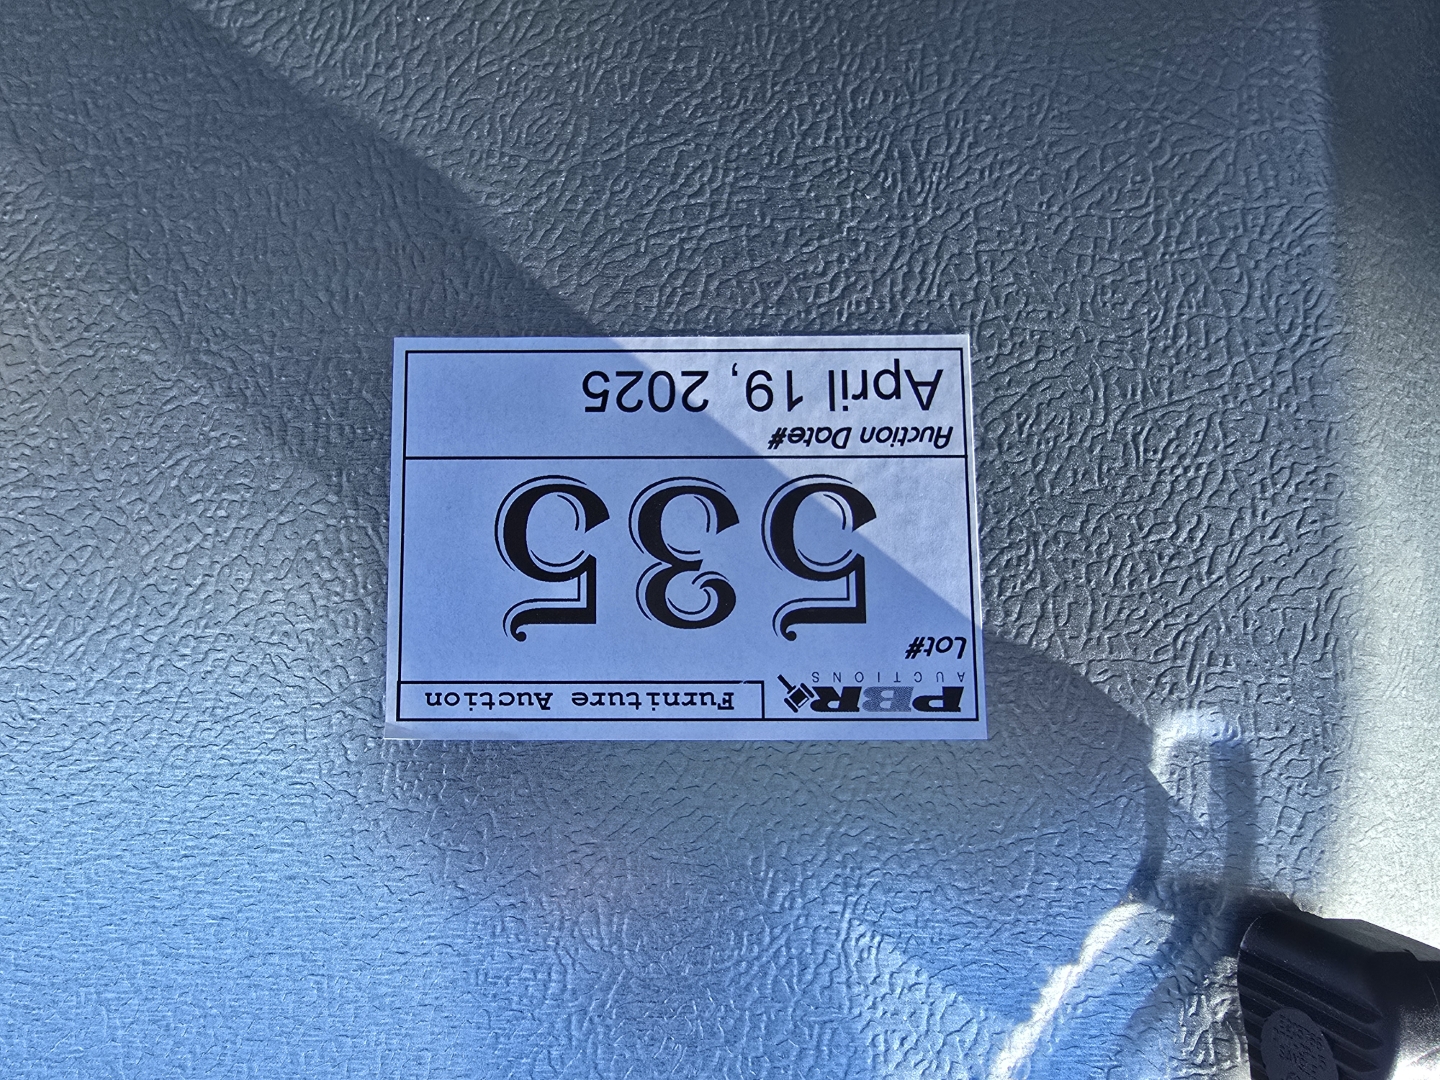 PBR
AUCTIONS
Furniture Auction
Lot#
535
Auction Date#
April 19, 2025